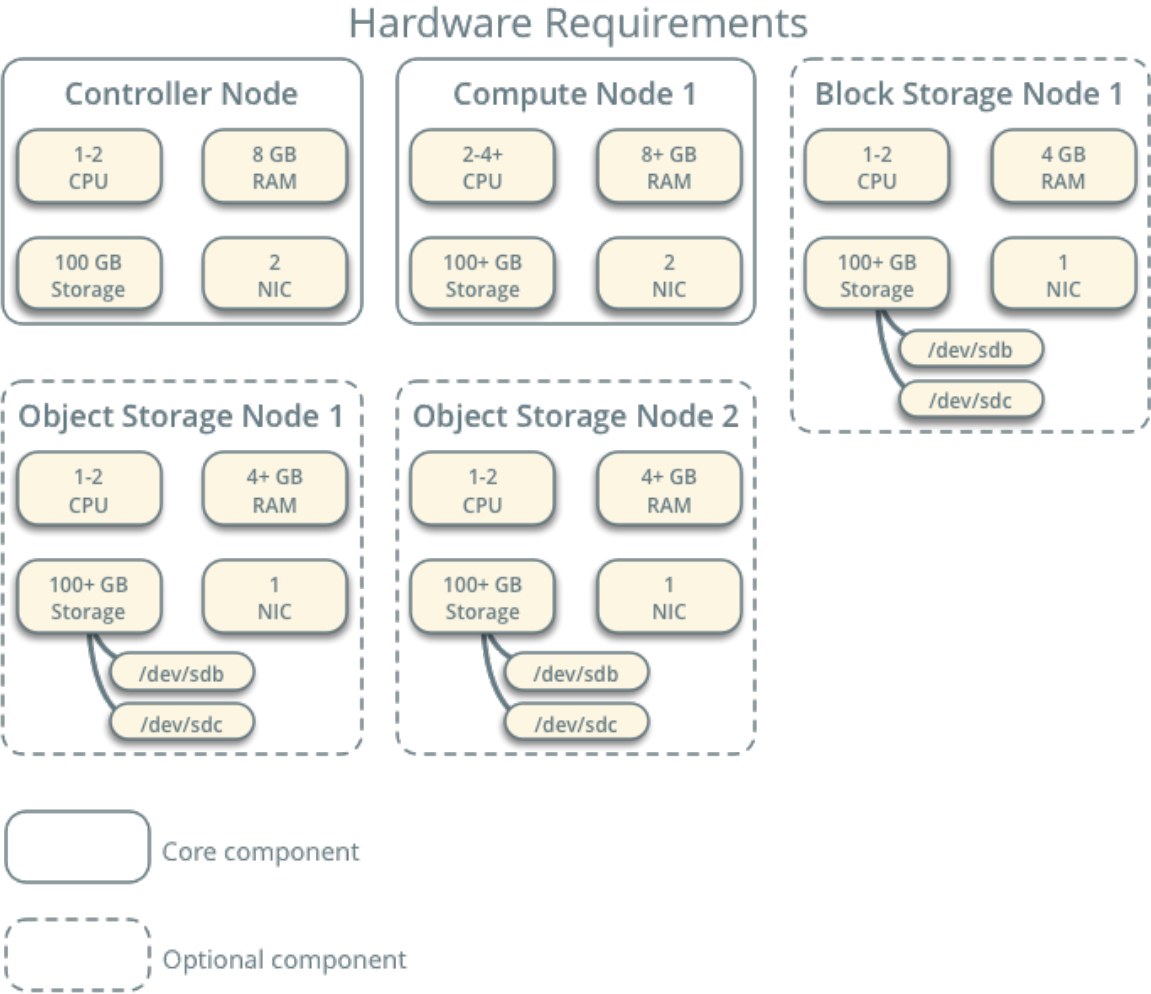 Hardware Requirements
Controller Node
1-2
CPU
8 GB
RAM
100 GB
Storage
2
NIC
Compute Node 1
2-4+
CPU
8+ GB
RAM
100+ GB
Storage
2
NIC
Block Storage Node 1
1-2
CPU
4 GB
RAM
100+ GB
Storage
1
NIC
/dev/sdb
/dev/sdc
Object Storage Node 1
1-2
CPU
4+ GB
RAM
100+ GB
Storage
1
NIC
/dev/sdb
/dev/sdc
Object Storage Node 2
1-2
CPU
4+ GB
RAM
100+ GB
Storage
1
NIC
/dev/sdb
/dev/sdc
Core component
Optional component